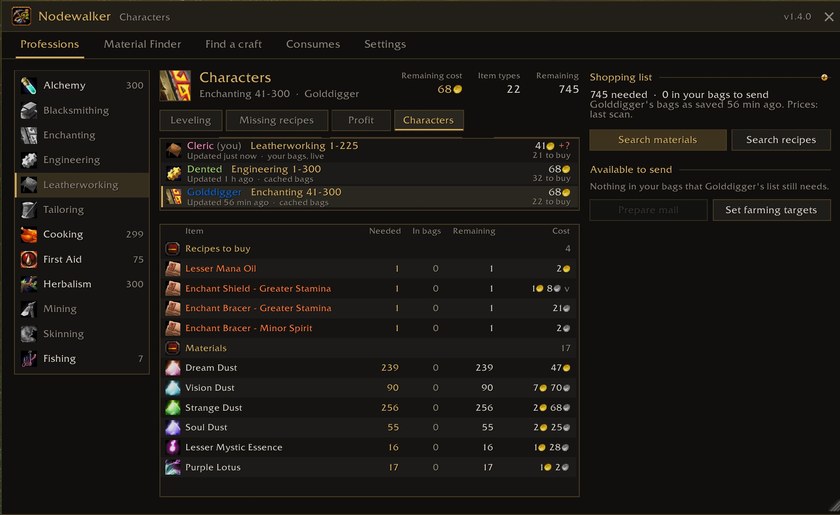 Nodewalker Characters v1.4.0
Professions Material Finder Find a craft Consumes Settings
Alchemy 300
Blacksmithing
Enchanting
Engineering
Leatherworking
Tailoring
Cooking 299
First Aid 75
Herbalism 300
Mining
Skinning
Fishing 7
Characters
Enchanting 41-300 · Golddigger
Remaining cost Item types Remaining
68 22 745
Leveling Missing recipes Profit Characters
Cleric (you) Leatherworking 1-225 41 +?
Updated just now · your bags, live 21 to buy
Dented Engineering 1-300 68
Updated 1 h ago · cached bags 32 to buy
Golddigger Enchanting 41-300 68
Updated 56 min ago · cached bags 22 to buy
Item Needed In bags Remaining Cost
Recipes to buy 4
Lesser Mana Oil 1 0 1 2
Enchant Shield - Greater Stamina 1 0 1 1 8 v
Enchant Bracer - Greater Stamina 1 0 1 21
Enchant Bracer - Minor Spirit 1 0 1 2
Materials 17
Dream Dust 239 0 239 47
Vision Dust 90 0 90 7 70
Strange Dust 256 0 256 2 68
Soul Dust 55 0 55 2 25
Lesser Mystic Essence 16 0 16 1 28
Purple Lotus 17 0 17 1 2
Shopping list
745 needed · 0 in your bags to send
Golddigger's bags as saved 56 min ago. Prices:
last scan.
Search materials Search recipes
Available to send
Nothing in your bags that Golddigger's list still needs.
Prepare mail Set farming targets